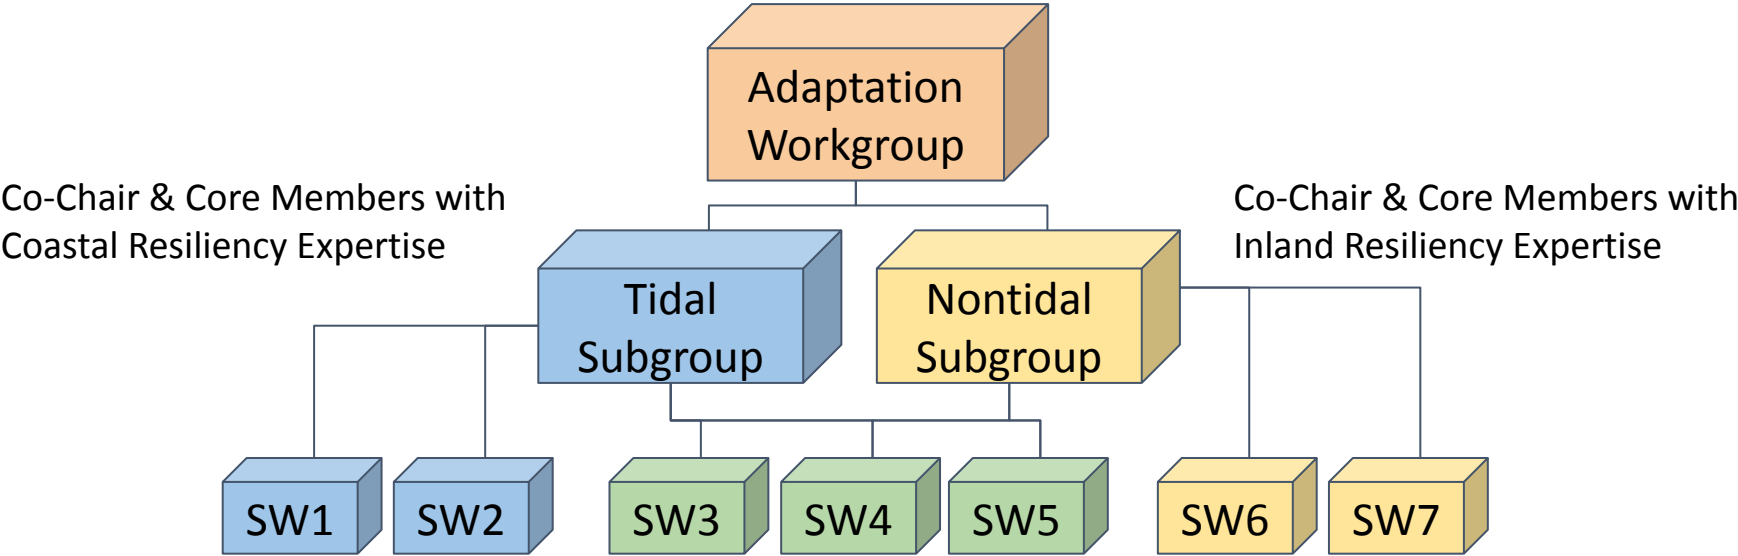 Adaptation
Workgroup
Co-Chair & Core Members with
Coastal Resiliency Expertise
Co-Chair & Core Members with
Inland Resiliency Expertise
Tidal
Subgroup
Nontidal
Subgroup
SW1
SW2
SW3
SW4
SW5
SW6
SW7